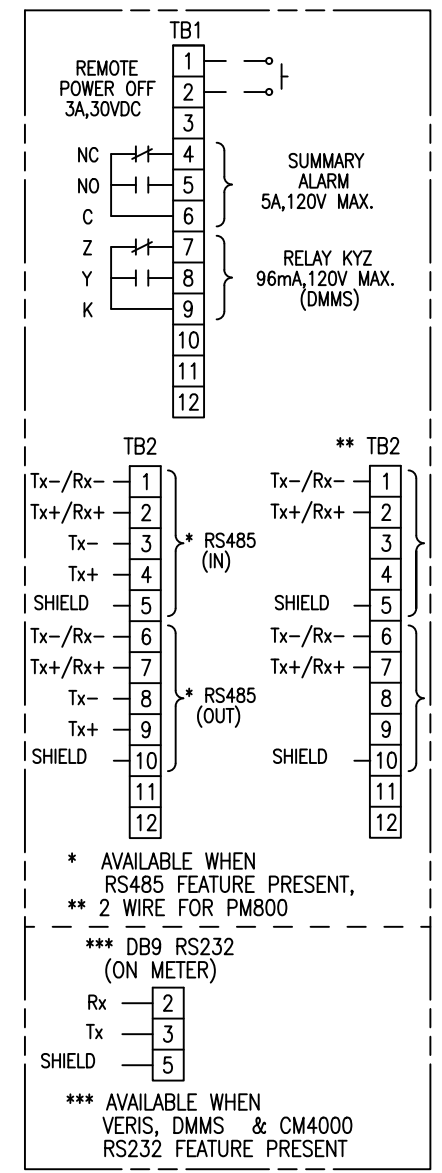 TB1
REMOTE
POWER OFF
3A,30VDC
1
2
3
NC 4
NO 5
C 6
SUMMARY
ALARM
5A,120V MAX.
Z 7
Y 8
K 9
RELAY KYZ
96mA,120V MAX.
(DMMS)
10
11
12
TB2
Tx-/Rx- 1
Tx+/Rx+ 2
Tx- 3
Tx+ 4
SHIELD 5
* RS485
(IN)
Tx-/Rx- 6
Tx+/Rx+ 7
Tx- 8
Tx+ 9
SHIELD 10
* RS485
(OUT)
11
12
** TB2
Tx-/Rx- 1
Tx+/Rx+ 2
3
4
SHIELD 5
Tx-/Rx- 6
Tx+/Rx+ 7
8
9
SHIELD 10
11
12
* AVAILABLE WHEN
RS485 FEATURE PRESENT,
** 2 WIRE FOR PM800
*** DB9 RS232
(ON METER)
Rx 2
Tx 3
SHIELD 5
*** AVAILABLE WHEN
VERIS, DMMS & CM4000
RS232 FEATURE PRESENT